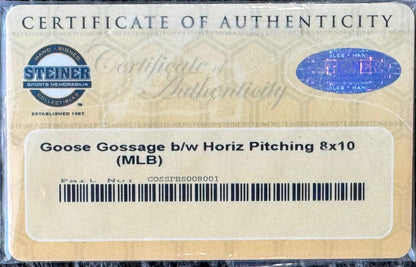 CERTIFICATE OF AUTHENTICITY
HAND-SIGNED
STEINER
SPORTS MEMORABILIA
COLLECTIBLES
ESTABLISHED 1987
Certificate of
Authenticity
Goose Gossage b/w Horiz Pitching 8x10
(MLB)
Part No: GOSSPHS008001